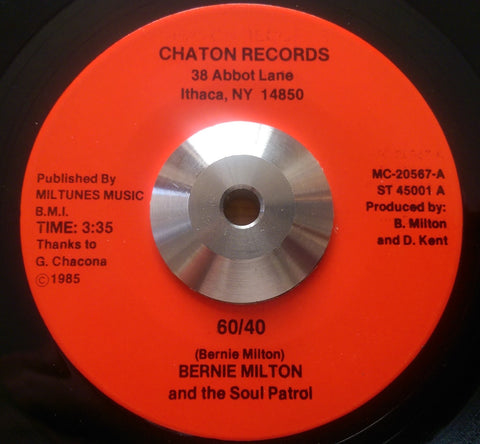 CHATON RECORDS
38 Abbot Lane
Ithaca, NY 14850
Published By
MILTUNES MUSIC
B.M.I.
TIME: 3:35
Thanks to
G. Chacona
©1985
MC-20567-A
ST 45001 A
Produced by:
B. Milton
and D. Kent
60/40
(Bernie Milton)
BERNIE MILTON
and the Soul Patrol